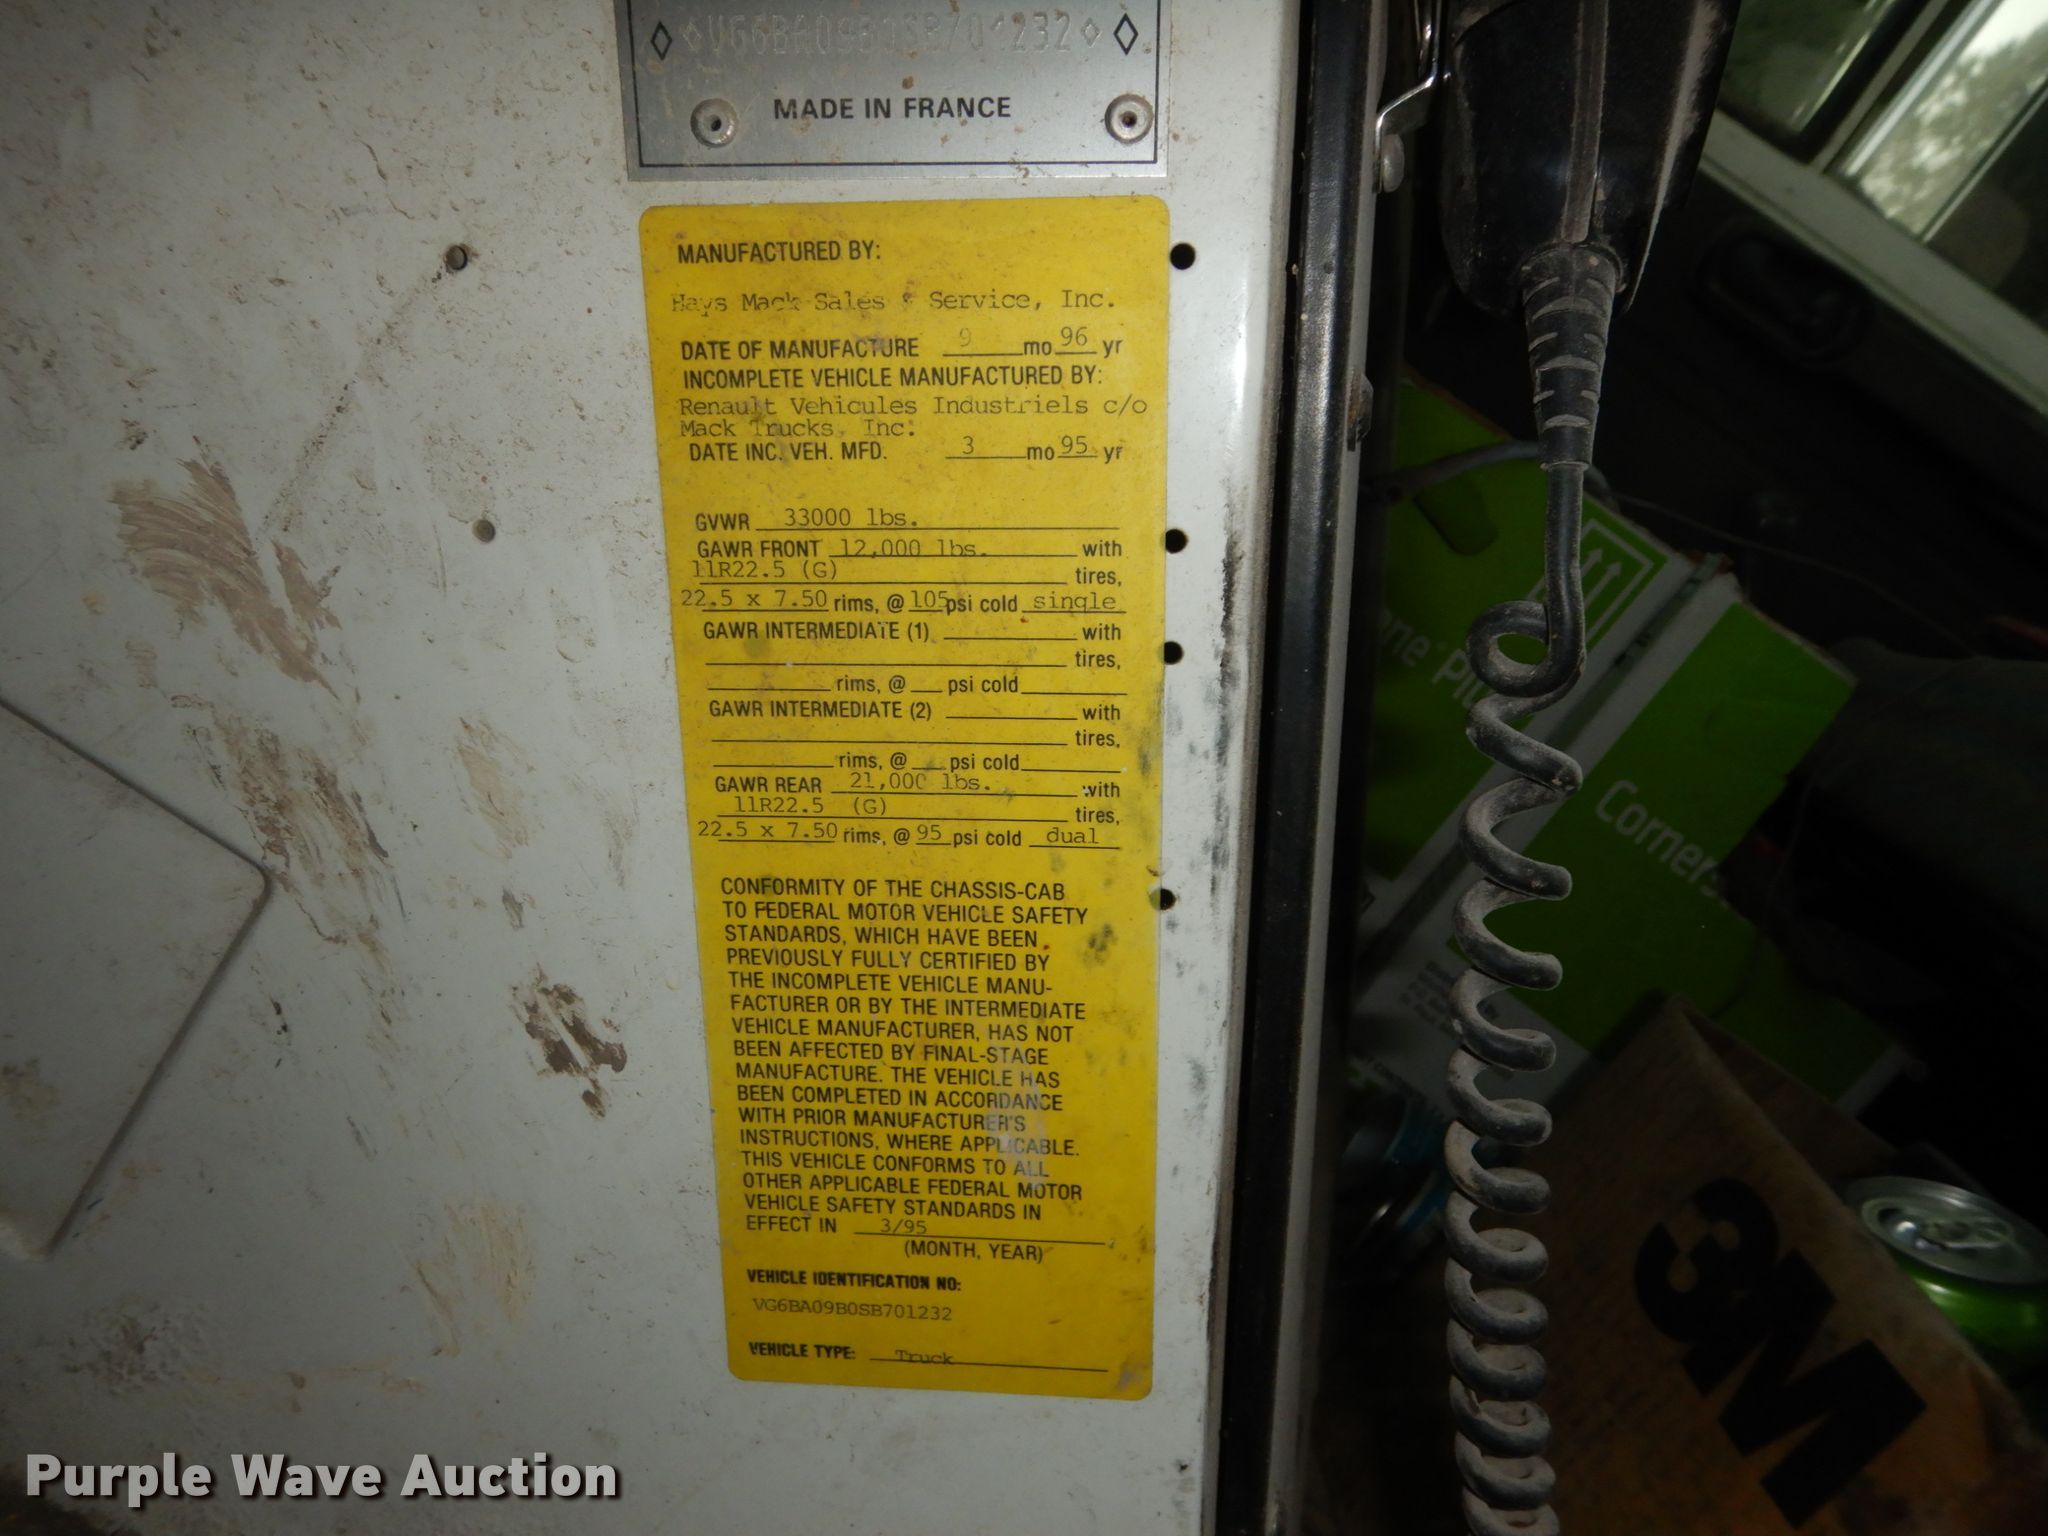 VG6BA09B0SB701232
MADE IN FRANCE
MANUFACTURED BY:
Hays Mack Sales & Service, Inc.
DATE OF MANUFACTURE 9 mo 96 yr
INCOMPLETE VEHICLE MANUFACTURED BY:
Renault Vehicules Industriels c/o
Mack Trucks, Inc.
DATE INC. VEH. MFD. 3 mo 95 yr
GVWR 33000 lbs.
GAWR FRONT 12,000 lbs. with
11R22.5 (G) tires,
22.5 x 7.50 rims, @ 105 psi cold single
GAWR INTERMEDIATE (1) with
tires,
rims, @ psi cold
GAWR INTERMEDIATE (2) with
tires,
rims, @ psi cold
GAWR REAR 21,000 lbs. with
11R22.5 (G) tires,
22.5 x 7.50 rims, @ 95 psi cold dual
CONFORMITY OF THE CHASSIS-CAB
TO FEDERAL MOTOR VEHICLE SAFETY
STANDARDS, WHICH HAVE BEEN
PREVIOUSLY FULLY CERTIFIED BY
THE INCOMPLETE VEHICLE MANU-
FACTURER OR BY THE INTERMEDIATE
VEHICLE MANUFACTURER, HAS NOT
BEEN AFFECTED BY FINAL-STAGE
MANUFACTURE. THE VEHICLE HAS
BEEN COMPLETED IN ACCORDANCE
WITH PRIOR MANUFACTURER'S
INSTRUCTIONS, WHERE APPLICABLE.
THIS VEHICLE CONFORMS TO ALL
OTHER APPLICABLE FEDERAL MOTOR
VEHICLE SAFETY STANDARDS IN
EFFECT IN 3/95
(MONTH, YEAR)
VEHICLE IDENTIFICATION NO:
VG6BA09B0SB701232
VEHICLE TYPE: Truck
Corners
3M
Purple Wave Auction